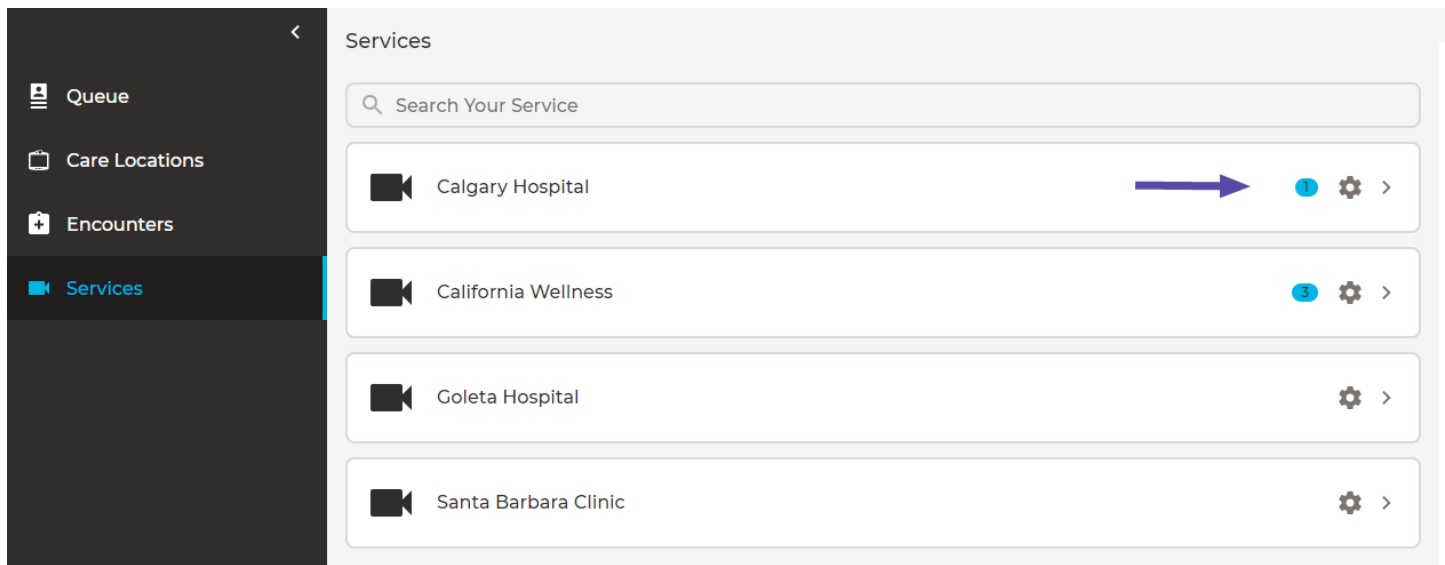 Queue
Care Locations
Encounters
Services
Services
Search Your Service
Calgary Hospital
1
California Wellness
3
Goleta Hospital
Santa Barbara Clinic